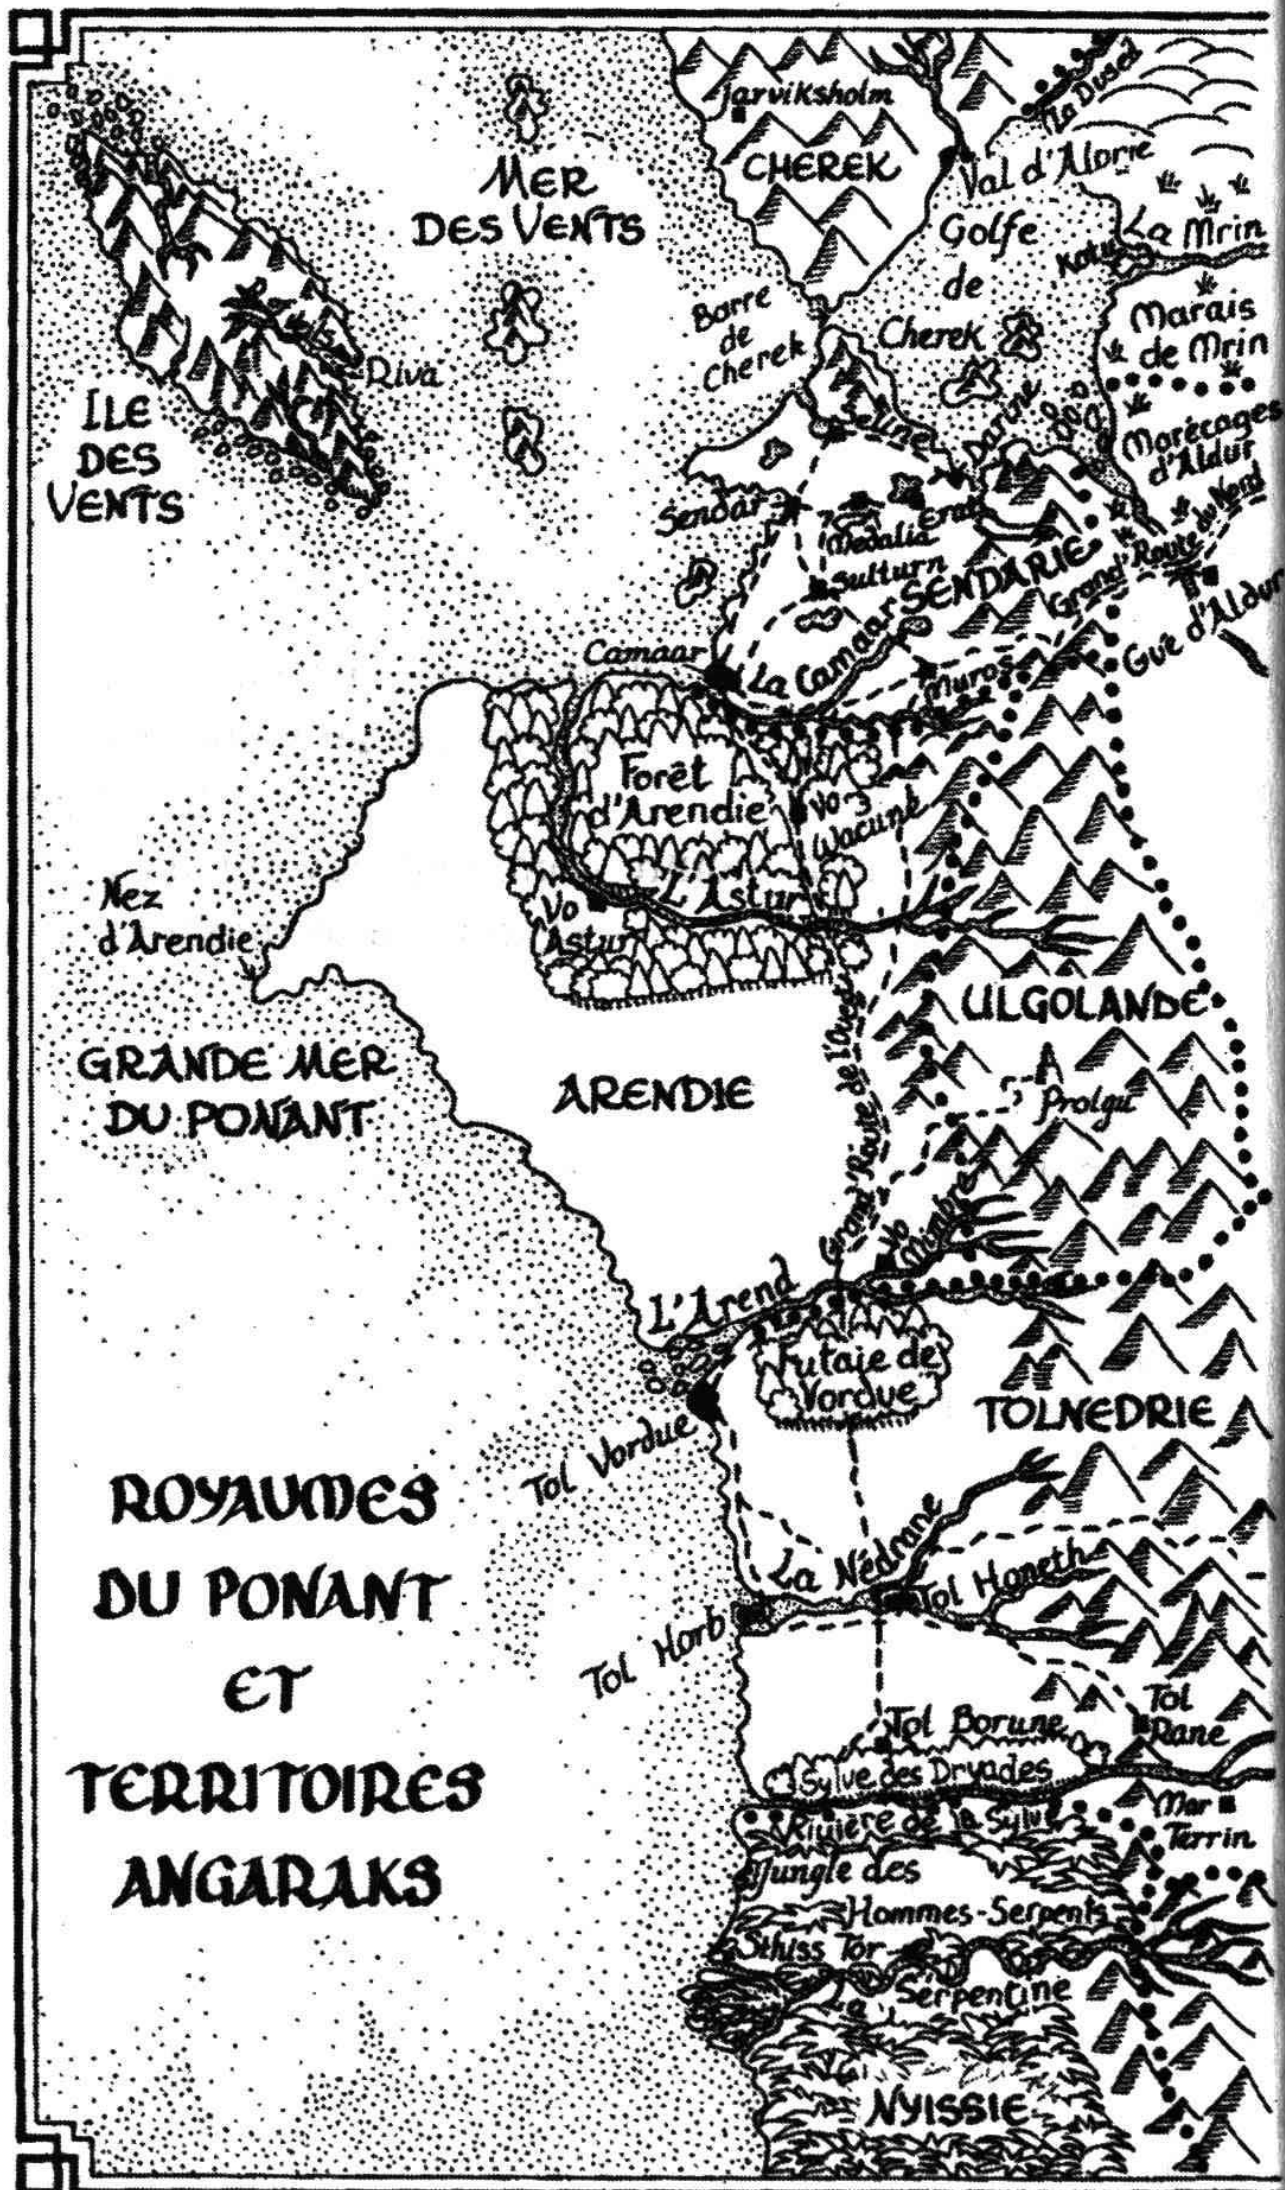 Jarviksholm
CHEREK
La Dusel
Val d'Alorie
MER
DES VENTS
Golfe
de
Cherek
La Mrin
Kotu
Marais
de Mrin
Barre
de
Cherek
Riva
ILE
DES
VENTS
Seline
Darine
Marécages
d'Aldur
Sendar
Medalia
Erat
Sulturn
SENDARIE
Grand' Route du Nord
Gué d'Aldur
Camaar
La Camaar
Muros
Forêt
d'Arendie
Vo
Wacune
L'Astur
Vo
Astur
Nez
d'Arendie
ULGOLANDE
GRANDE MER
DU PONANT
ARENDIE
Prolgu
Grand' Route de l'Ouest
Vo
Mimbre
L'Arend
Futaie de
Vordue
TOLNEDRIE
Tol Vordue
ROYAUMES
DU PONANT
ET
TERRITOIRES
ANGARAKS
La Nédrane
Tol Honeth
Tol Horb
Tol Borune
Tol
Rane
Sylve des Dryades
Rivière de la Sylve
Mar
Terrin
Jungle des
Hommes-Serpents
Sthiss Tor
La Serpentine
NYISSIE